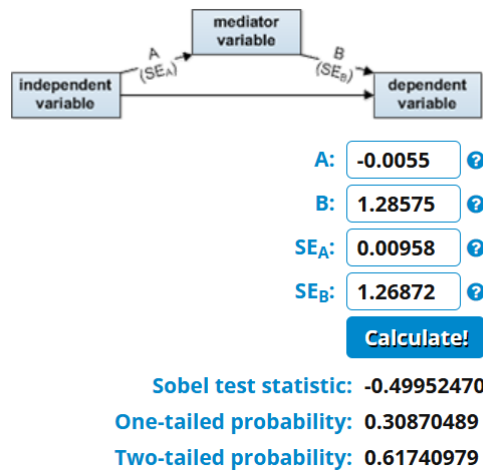 mediator
variable
A
(SEA)
B
(SEB)
independent
variable
dependent
variable
A: -0.0055 ?
B: 1.28575 ?
SEA: 0.00958 ?
SEB: 1.26872 ?
Calculate!
Sobel test statistic: -0.49952470
One-tailed probability: 0.30870489
Two-tailed probability: 0.61740979